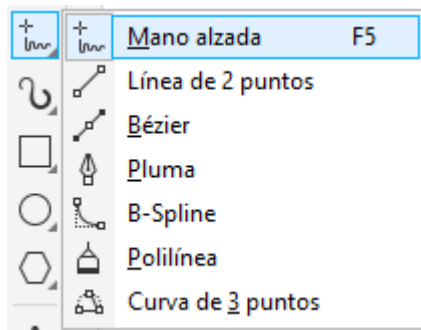 Mano alzada F5
Línea de 2 puntos
Bézier
Pluma
B-Spline
Polilínea
Curva de 3 puntos